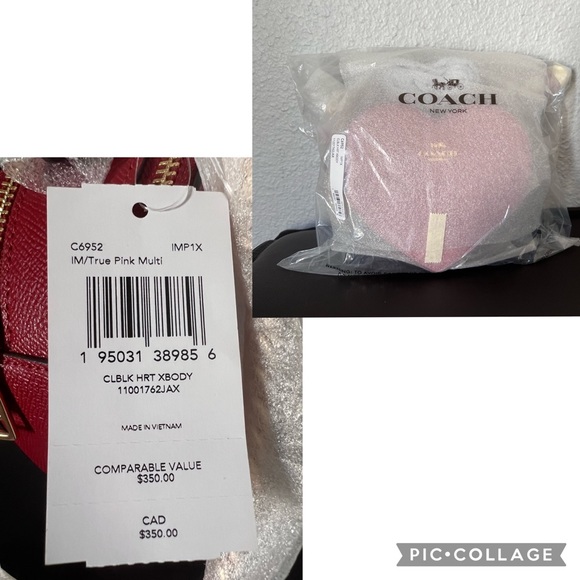 COACH
NEW YORK
COACH
C6952 IMP1X
IM/True Pink Multi
1 95031 38985 6
CLBLK HRT XBODY
11001762JAX
MADE IN VIETNAM
COMPARABLE VALUE
$350.00
CAD
$350.00
PIC•COLLAGE